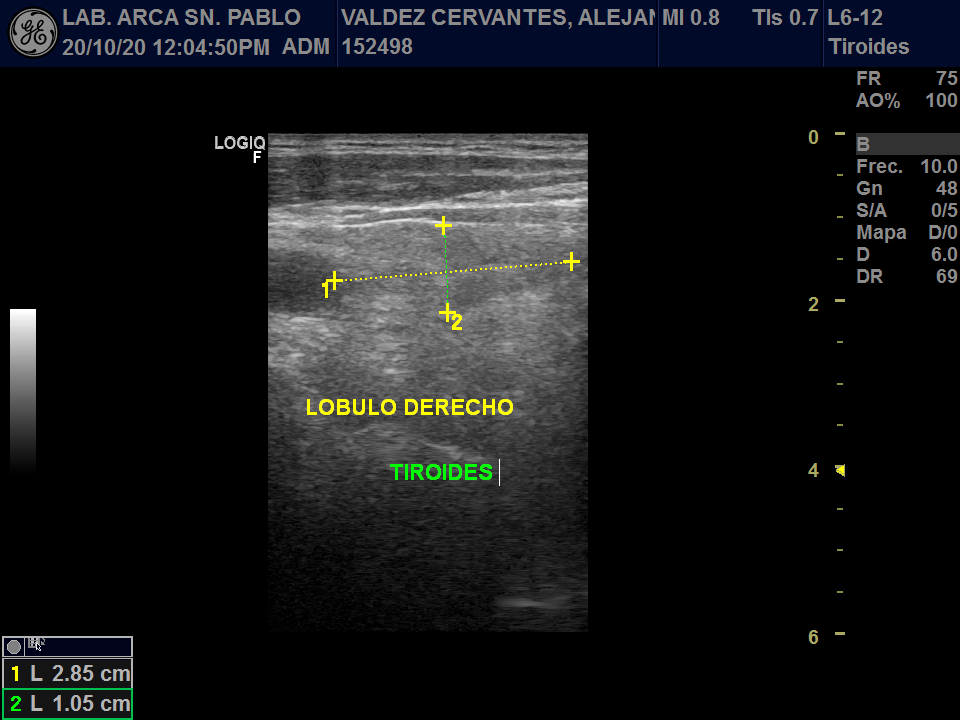 LAB. ARCA SN. PABLO
VALDEZ CERVANTES, ALEJAN
MI 0.8
TIs 0.7
L6-12
20/10/20 12:04:50PM ADM
152498
Tiroides
FR 75
AO% 100
B
Frec. 10.0
Gn 48
S/A 0/5
Mapa D/0
D 6.0
DR 69
LOGIQ
F
0
2
4
6
1
2
LOBULO DERECHO
TIROIDES
1 L 2.85 cm
2 L 1.05 cm